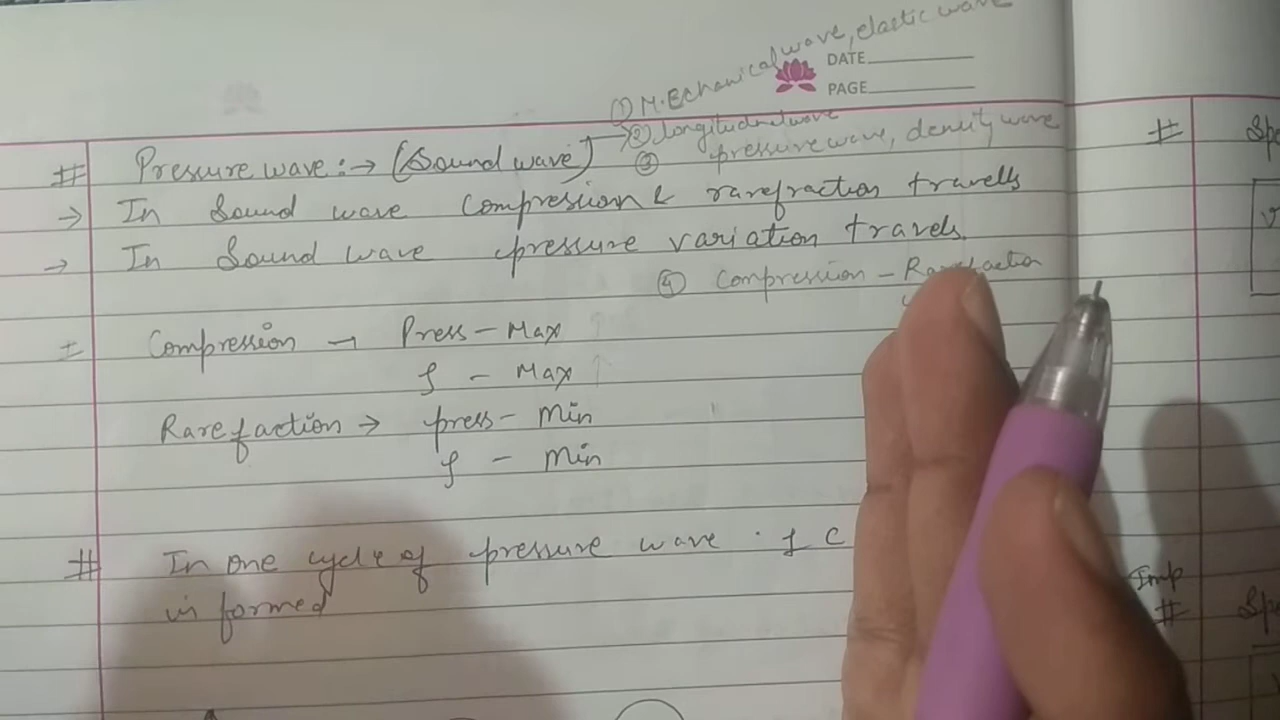 ① M.Echanical wave, elastic wave
DATE
PAGE
② longitudinal wave
# Pressure wave :→ (Sound wave)
③ pressure wave, density wave
→ In Sound wave Compression & rarefraction travells
→ In Sound wave pressure variation travels
④ Compression - Rarefaction
± Compression → Press - Max ↑
ρ - Max ↑
Rarefaction → press - Min
ρ - Min
# In one cycle of pressure wave . 1 C
is formed
#
Imp
#